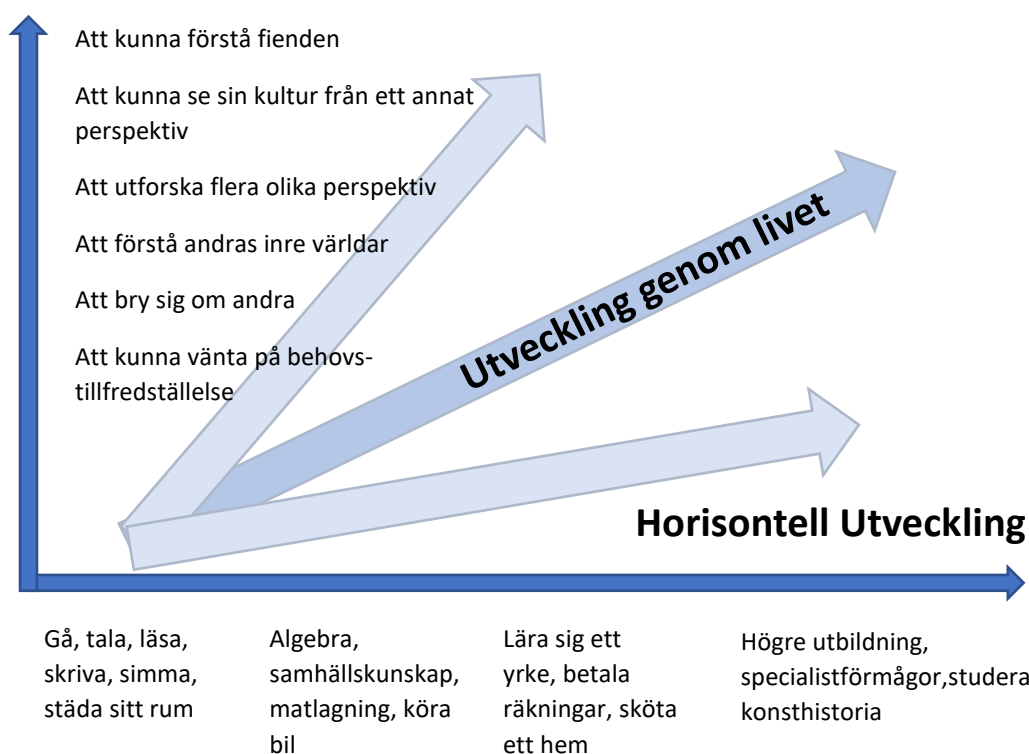 Att kunna förstå fienden
Att kunna se sin kultur från ett annat
perspektiv
Att utforska flera olika perspektiv
Att förstå andras inre världar
Att bry sig om andra
Att kunna vänta på behovs-
tillfredställelse
Utveckling genom livet
Horisontell Utveckling
Gå, tala, läsa,
skriva, simma,
städa sitt rum
Algebra,
samhällskunskap,
matlagning, köra
bil
Lära sig ett
yrke, betala
räkningar, sköta
ett hem
Högre utbildning,
specialistförmågor,studera
konsthistoria